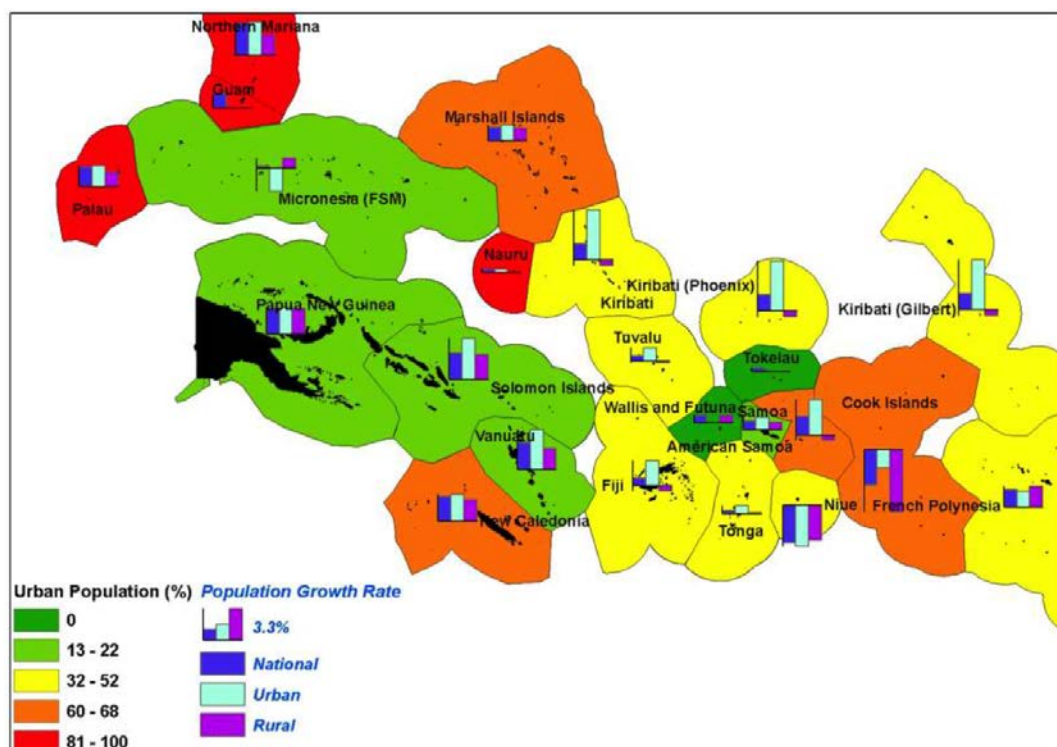 Northern Mariana
Guam
Marshall Islands
Micronesia (FSM)
Palau
Nauru
Kiribati (Phoenix)
Kiribati
Kiribati (Gilbert)
Papua New Guinea
Tuvalu
Tokelau
Solomon Islands
Wallis and Futuna
Samoa
Cook Islands
American Samoa
Vanuatu
Fiji
Niue
French Polynesia
New Caledonia
Tonga
Urban Population (%)
0
13 - 22
32 - 52
60 - 68
81 - 100
Population Growth Rate
3.3%
National
Urban
Rural